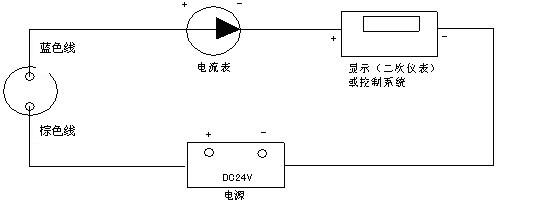 + -
蓝色线
电流表
+ -
显示（二次仪表）
或控制系统
棕色线
+ -
DC24V
电源